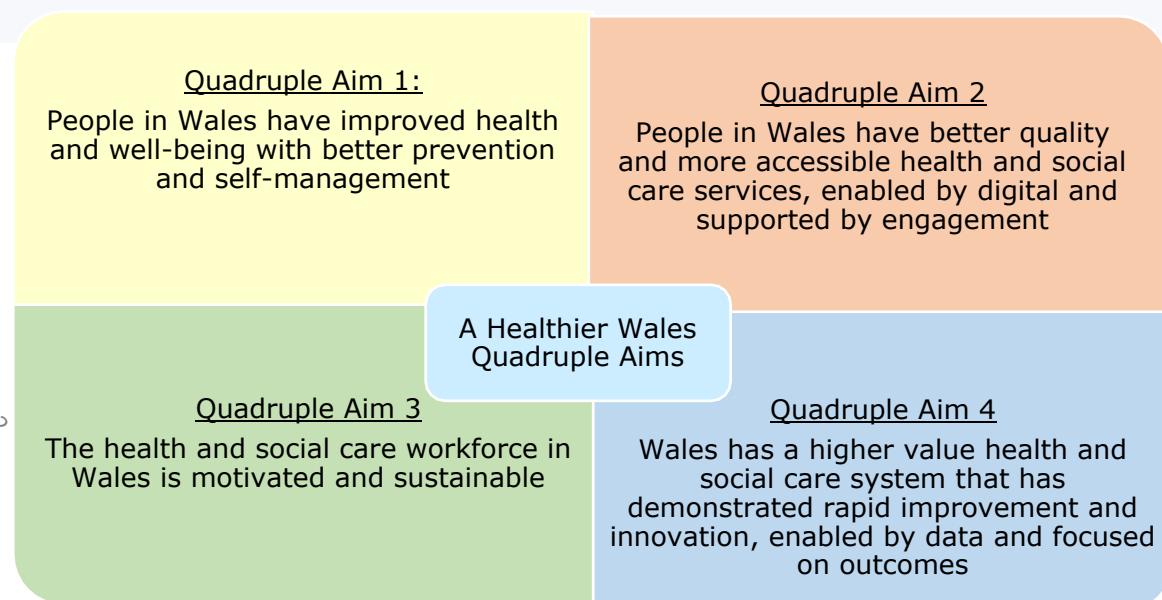 Quadruple Aim 1:
People in Wales have improved health
and well-being with better prevention
and self-management
Quadruple Aim 2
People in Wales have better quality
and more accessible health and social
care services, enabled by digital and
supported by engagement
A Healthier Wales
Quadruple Aims
Quadruple Aim 3
The health and social care workforce in
Wales is motivated and sustainable
Quadruple Aim 4
Wales has a higher value health and
social care system that has
demonstrated rapid improvement and
innovation, enabled by data and focused
on outcomes